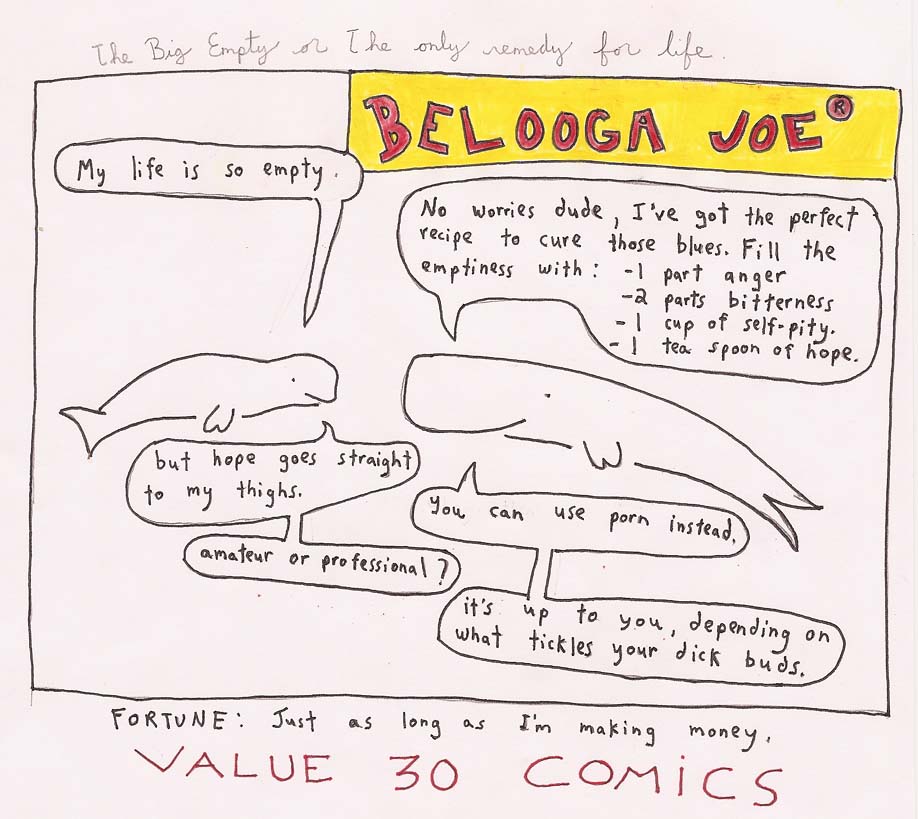 The Big Empty or The only remedy for life.
BELOOGA JOE®
My life is so empty.
No worries dude, I've got the perfect
recipe to cure those blues. Fill the
emptiness with: -1 part anger
-2 parts bitterness
-1 cup of self-pity.
-1 tea spoon of hope.
but hope goes straight
to my thighs.
You can use porn instead.
amateur or professional?
it's up to you, depending on
what tickles your dick buds.
FORTUNE: Just as long as I'm making money.
VALUE 30 COMiCS